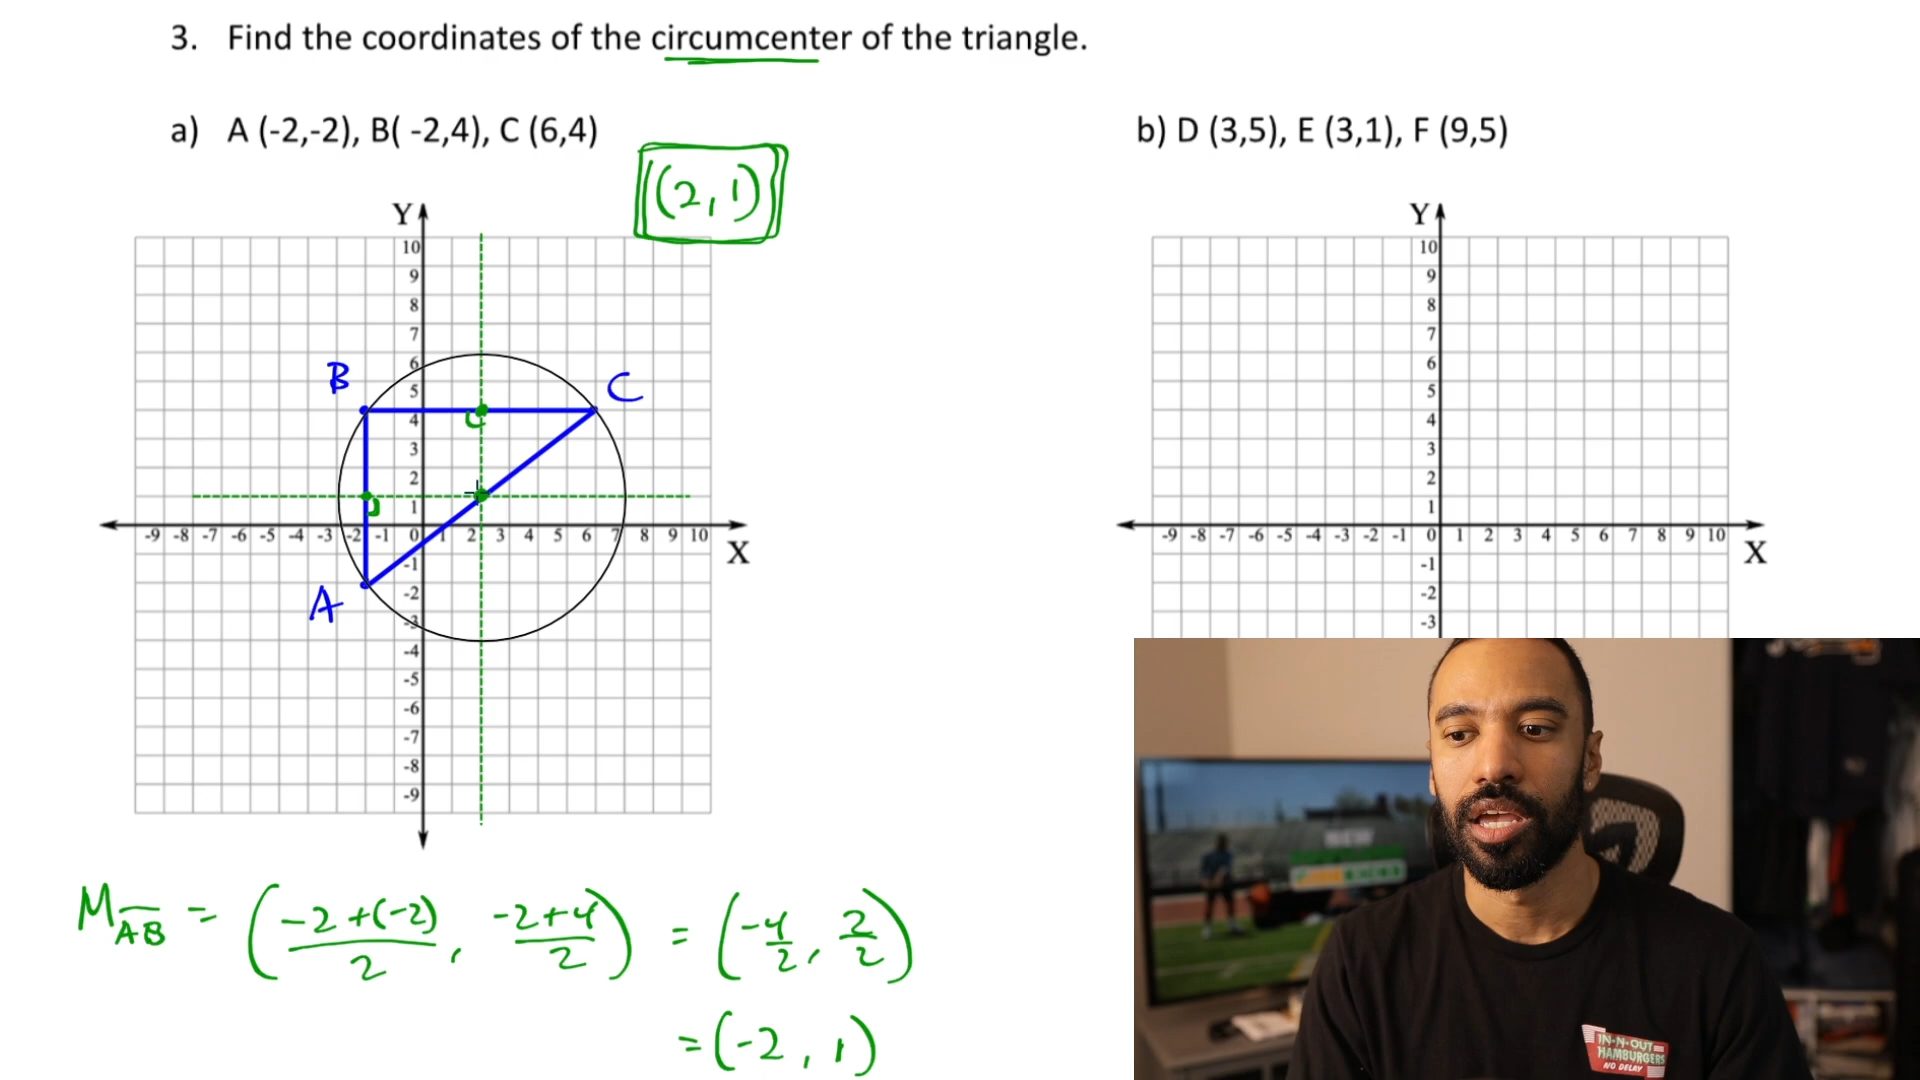 3. Find the coordinates of the circumcenter of the triangle.
a) A (-2,-2), B( -2,4), C (6,4)
(2, 1)
b) D (3,5), E (3,1), F (9,5)
Y
10
9
8
7
6
5
4
3
2
1
B
C
A
-9 -8 -7 -6 -5 -4 -3 -2 -1 0 1 2 3 4 5 6 7 8 9 10
X
-1
-2
-3
-4
-5
-6
-7
-8
-9
Y
10
9
8
7
6
5
4
3
2
1
-9 -8 -7 -6 -5 -4 -3 -2 -1 0 1 2 3 4 5 6 7 8 9 10
X
-1
-2
-3
M AB = (-2+(-2)/2, -2+4/2) = (-4/2, 2/2)
= (-2, 1)
IN-N-OUT
HAMBURGERS
NO DELAY